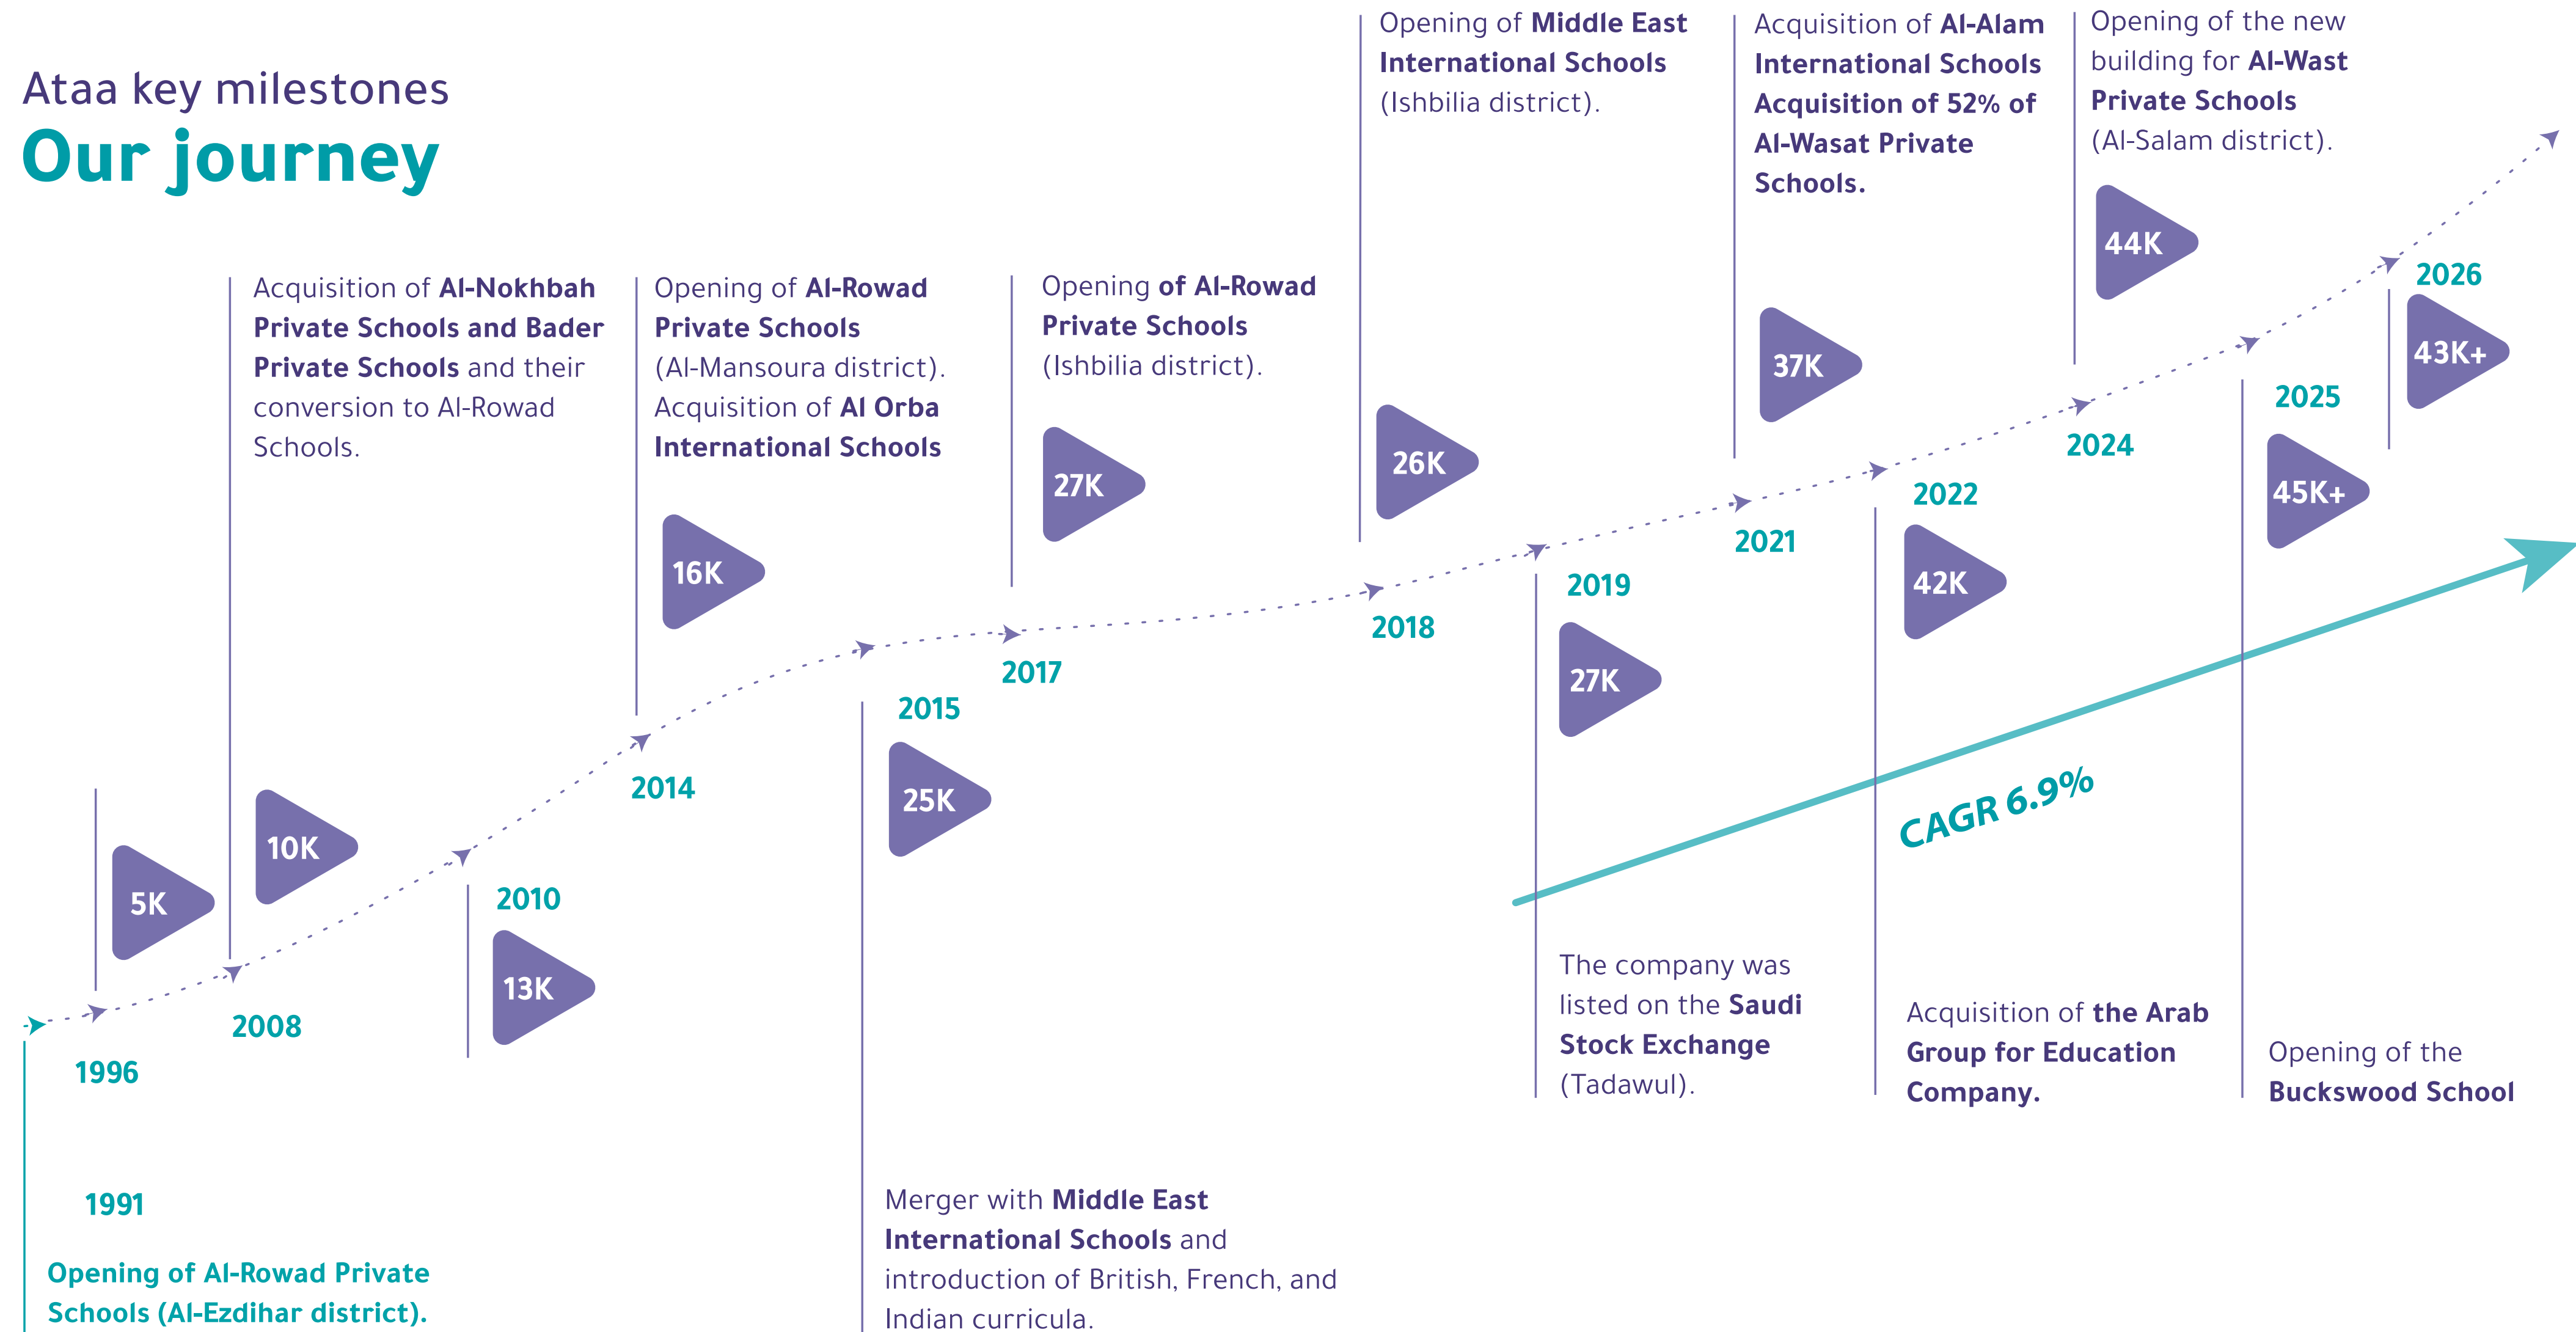 Ataa key milestones
Our journey
1991
Opening of Al-Rowad Private
Schools (Al-Ezdihar district).
5K
1996
Acquisition of Al-Nokhbah
Private Schools and Bader
Private Schools and their
conversion to Al-Rowad
Schools.
10K
2008
2010
13K
Opening of Al-Rowad
Private Schools
(Al-Mansoura district).
Acquisition of Al Orba
International Schools
16K
2014
2015
25K
Merger with Middle East
International Schools and
introduction of British, French, and
Indian curricula.
Opening of Al-Rowad
Private Schools
(Ishbilia district).
27K
2017
Opening of Middle East
International Schools
(Ishbilia district).
26K
2018
2019
27K
The company was
listed on the Saudi
Stock Exchange
(Tadawul).
Acquisition of Al-Alam
International Schools
Acquisition of 52% of
Al-Wasat Private
Schools.
37K
2021
2022
42K
Acquisition of the Arab
Group for Education
Company.
Opening of the new
building for Al-Wast
Private Schools
(Al-Salam district).
44K
2024
2025
45K+
Opening of the
Buckswood School
2026
43K+
CAGR 6.9%